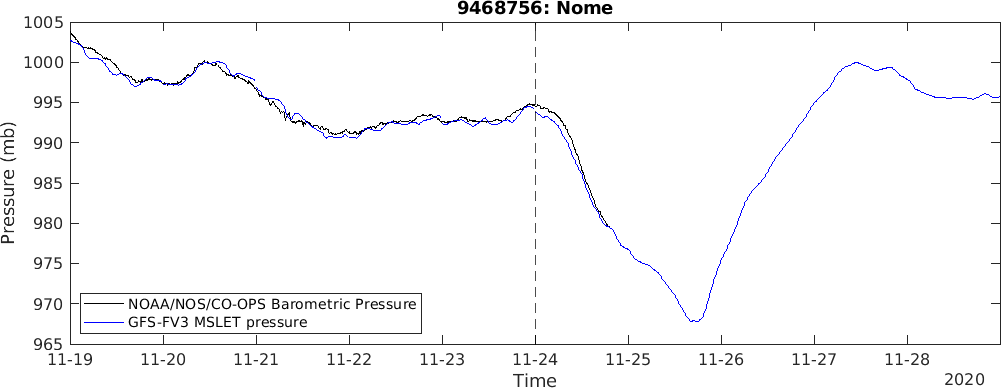 9468756: Nome
1005
1000
995
990
985
980
975
970
965
Pressure (mb)
NOAA/NOS/CO-OPS Barometric Pressure
GFS-FV3 MSLET pressure
11-19 11-20 11-21 11-22 11-23 11-24 11-25 11-26 11-27 11-28
Time
2020